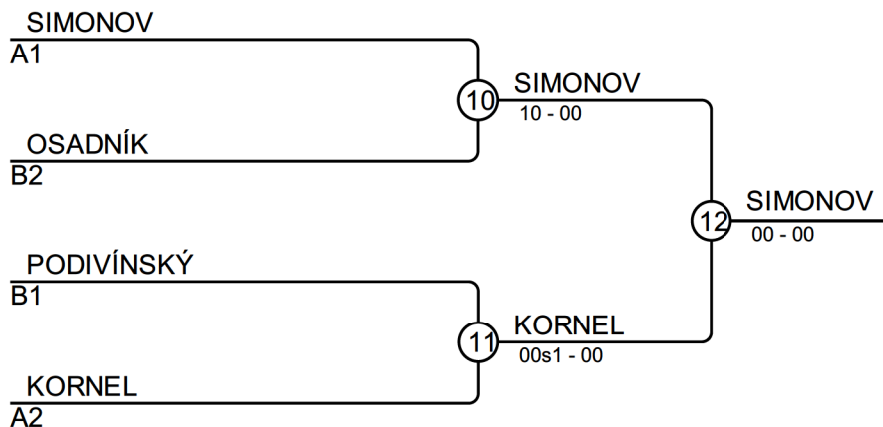 SIMONOV
A1
10
SIMONOV
10 - 00
OSADNÍK
B2
12
SIMONOV
00 - 00
PODIVÍNSKÝ
B1
11
KORNEL
00s1 - 00
KORNEL
A2